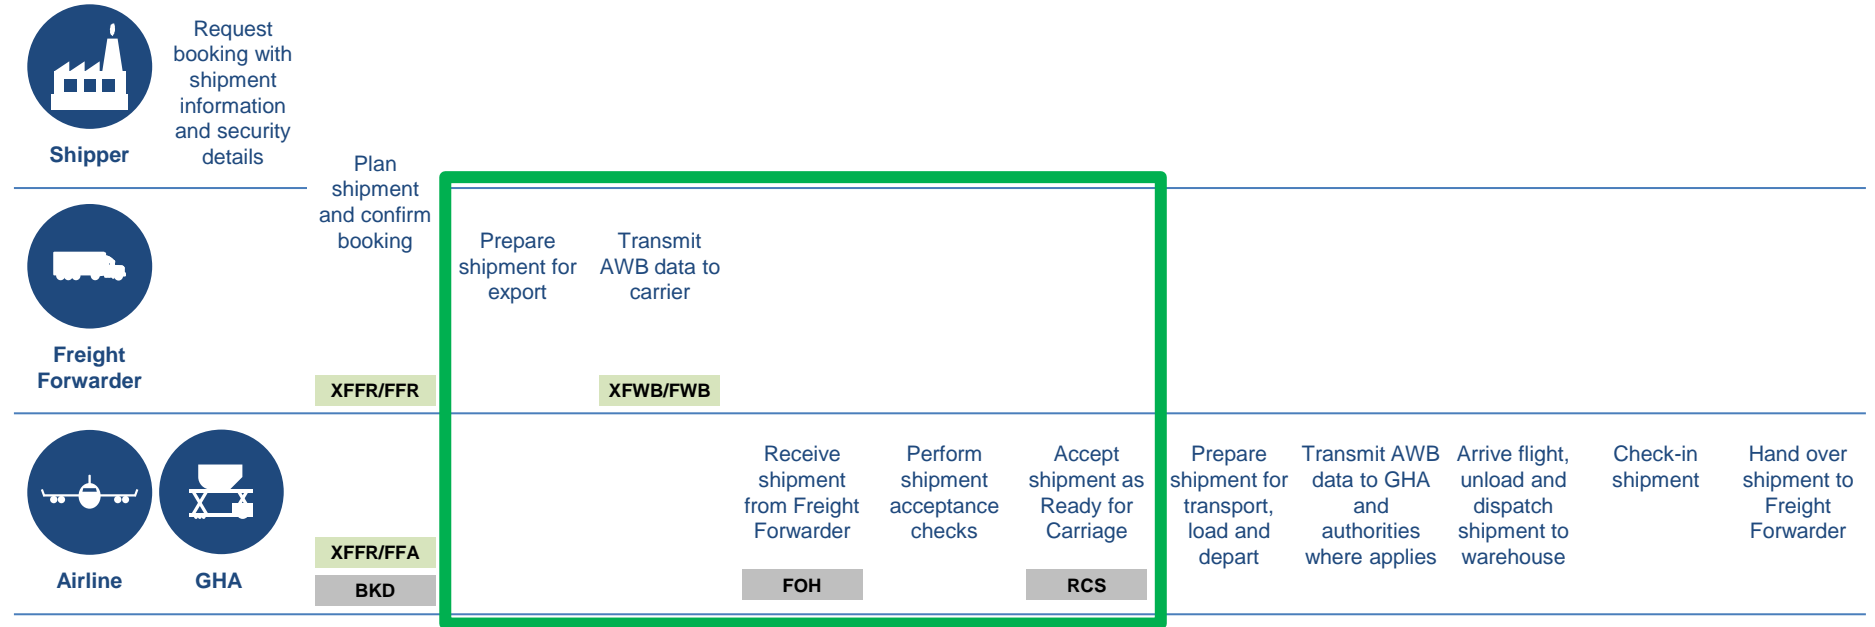 Request
booking with
shipment
information
and security
details
Shipper
Plan
shipment
and confirm
booking
Prepare
shipment for
export
Transmit
AWB data to
carrier
Freight
Forwarder
XFFR/FFR
XFWB/FWB
Receive
shipment
from Freight
Forwarder
Perform
shipment
acceptance
checks
Accept
shipment as
Ready for
Carriage
Prepare
shipment for
transport,
load and
depart
Transmit AWB
data to GHA
and
authorities
where applies
Arrive flight,
unload and
dispatch
shipment to
warehouse
Check-in
shipment
Hand over
shipment to
Freight
Forwarder
Airline
GHA
XFFR/FFA
BKD
FOH
RCS